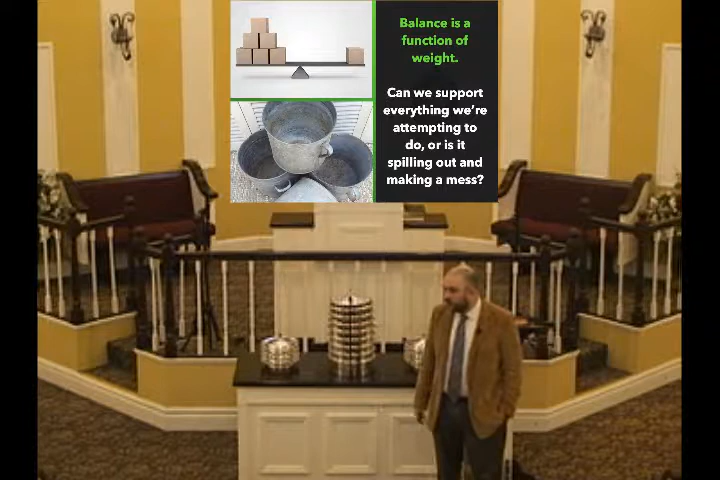 Balance is a
function of
weight.
Can we support
everything we're
attempting to
do, or is it
spilling out and
making a mess?